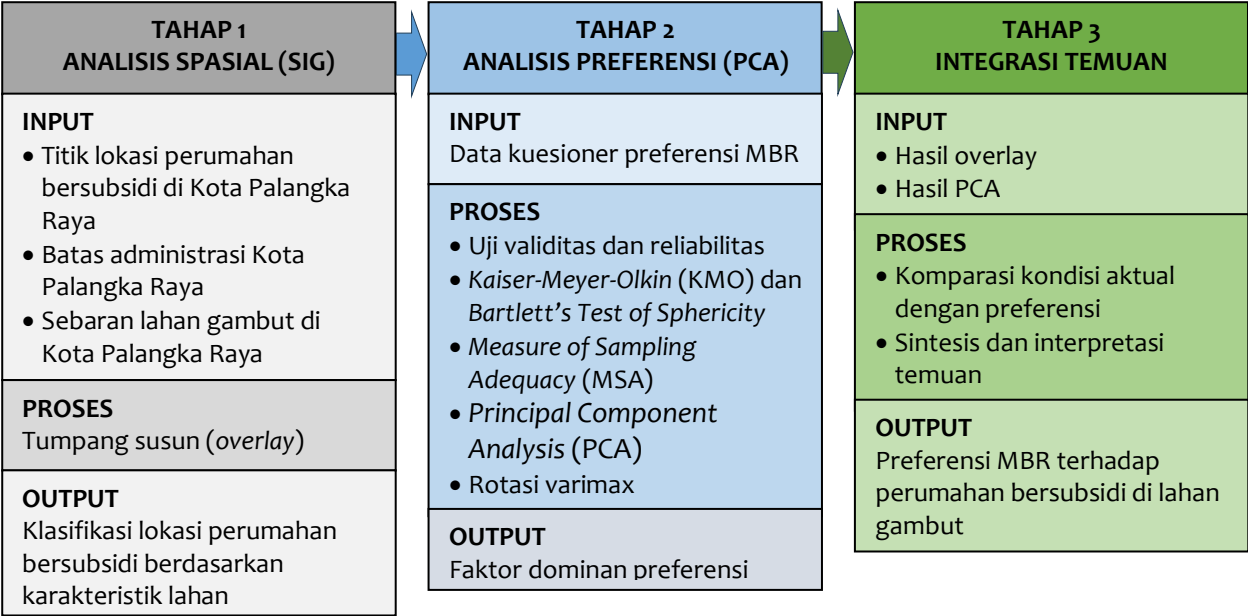 TAHAP 1
ANALISIS SPASIAL (SIG)
INPUT
• Titik lokasi perumahan
bersubsidi di Kota Palangka
Raya
• Batas administrasi Kota
Palangka Raya
• Sebaran lahan gambut di
Kota Palangka Raya
PROSES
Tumpang susun (overlay)
OUTPUT
Klasifikasi lokasi perumahan
bersubsidi berdasarkan
karakteristik lahan
TAHAP 2
ANALISIS PREFERENSI (PCA)
INPUT
Data kuesioner preferensi MBR
PROSES
• Uji validitas dan reliabilitas
• Kaiser-Meyer-Olkin (KMO) dan
Bartlett’s Test of Sphericity
• Measure of Sampling
Adequacy (MSA)
• Principal Component
Analysis (PCA)
• Rotasi varimax
OUTPUT
Faktor dominan preferensi
TAHAP 3
INTEGRASI TEMUAN
INPUT
• Hasil overlay
• Hasil PCA
PROSES
• Komparasi kondisi aktual
dengan preferensi
• Sintesis dan interpretasi
temuan
OUTPUT
Preferensi MBR terhadap
perumahan bersubsidi di lahan
gambut